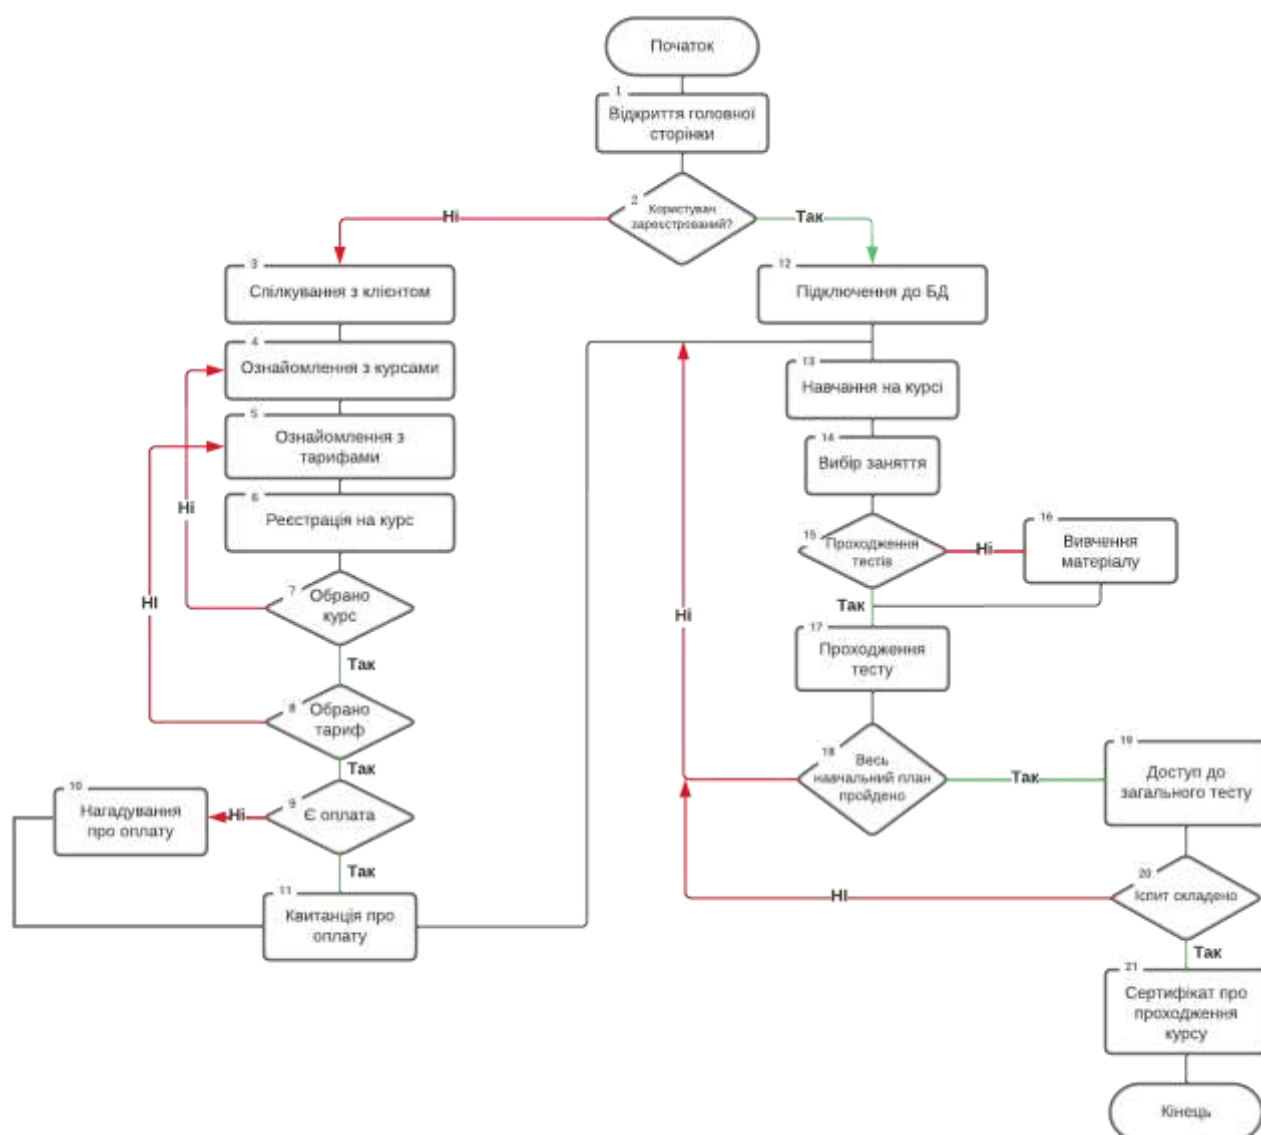 Початок
1
Відкриття головної
сторінки
2
Користувач
зареєстрований?
Ні
Так
3
Спілкування з клієнтом
4
Ознайомлення з курсами
5
Ознайомлення з
тарифами
6
Реєстрація на курс
Ні
7
Обрано
курс
НІ
Так
8
Обрано
тариф
Так
9
Є оплата
Ні
10
Нагадування
про оплату
Так
11
Квитанція про
оплату
12
Підключення до БД
13
Навчання на курсі
14
Вибір заняття
15
Проходження
тестів
Ні
16
Вивчення
матеріалу
Так
17
Проходження
тесту
Ні
18
Весь
навчальний план
пройдено
Так
19
Доступ до
загального тесту
20
Іспит складено
НІ
Так
21
Сертифікат про
проходження
курсу
Кінець